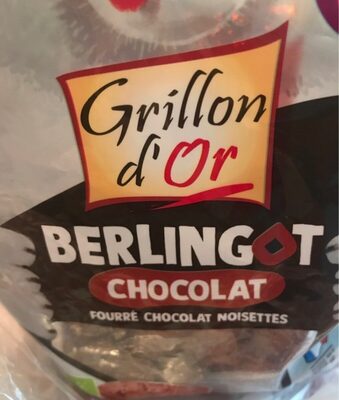 Grillon
d'Or
BERLINGOT
CHOCOLAT
FOURRÉ CHOCOLAT NOISETTES